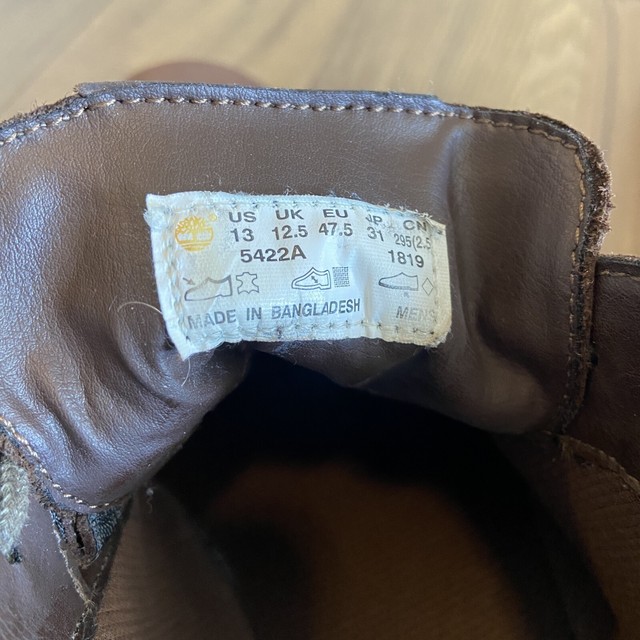 US UK EU JP CN
13 12.5 47.5 31 295(2.5
5422A 1819
MADE IN BANGLADESH MENS